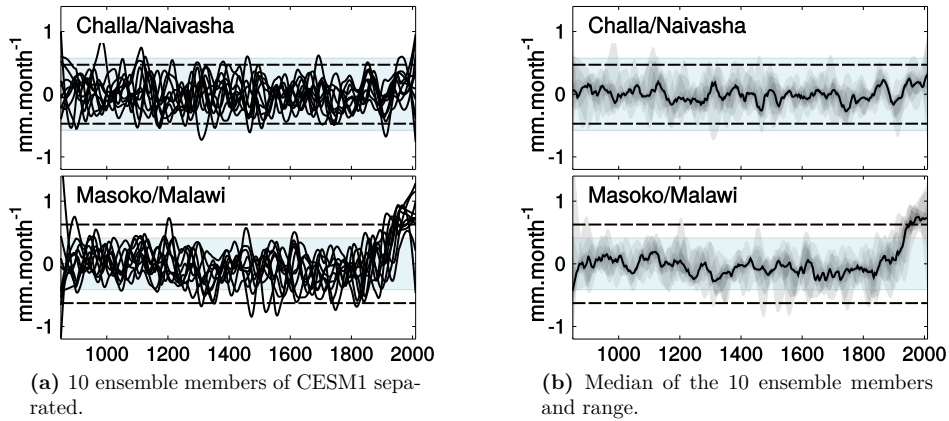 Challa/Naivasha
mm.month-1
1
0
-1
Masoko/Malawi
mm.month-1
1
0
-1
1000 1200 1400 1600 1800 2000
(a) 10 ensemble members of CESM1 sepa-
rated.
Challa/Naivasha
mm.month-1
1
0
-1
Masoko/Malawi
mm.month-1
1
0
-1
1000 1200 1400 1600 1800 2000
(b) Median of the 10 ensemble members
and range.